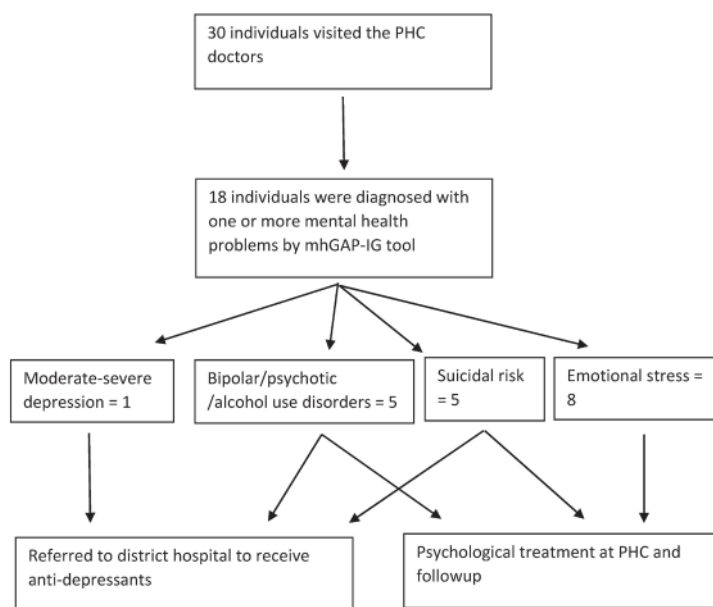 30 individuals visited the PHC
doctors
18 individuals were diagnosed with
one or more mental health
problems by mhGAP-IG tool
Moderate-severe
depression = 1
Bipolar/psychotic
/alcohol use disorders = 5
Suicidal risk
= 5
Emotional stress =
8
Referred to district hospital to receive
anti-depressants
Psychological treatment at PHC and
followup